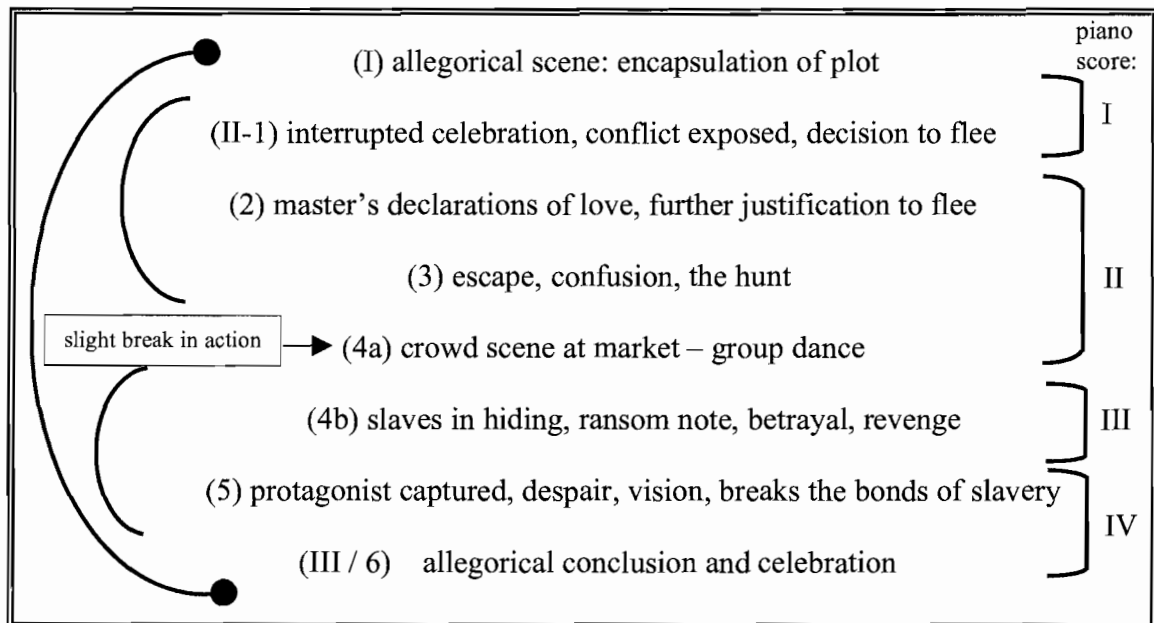 piano
score:
(I) allegorical scene: encapsulation of plot
I
(II-1) interrupted celebration, conflict exposed, decision to flee
(2) master's declarations of love, further justification to flee
(3) escape, confusion, the hunt
II
slight break in action
(4a) crowd scene at market – group dance
(4b) slaves in hiding, ransom note, betrayal, revenge
III
(5) protagonist captured, despair, vision, breaks the bonds of slavery
IV
(III / 6) allegorical conclusion and celebration